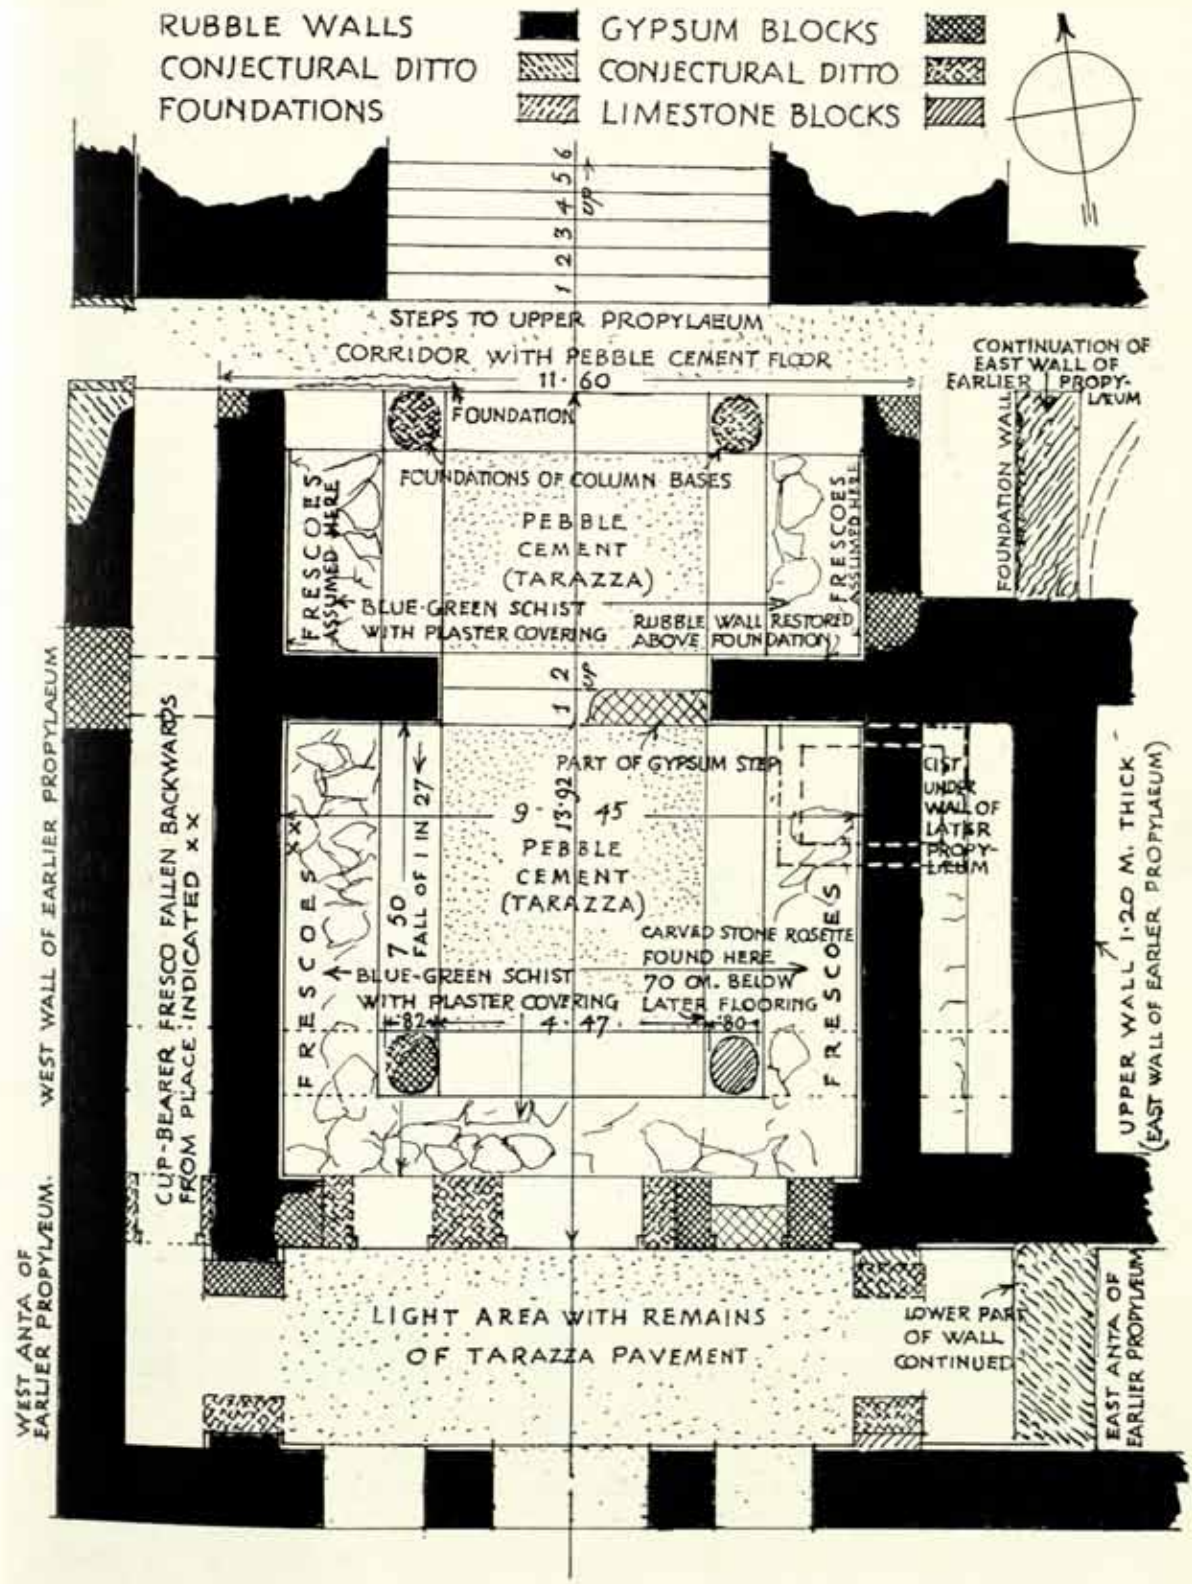 RUBBLE WALLS
GYPSUM BLOCKS
CONJECTURAL DITTO
CONJECTURAL DITTO
FOUNDATIONS
LIMESTONE BLOCKS
1 2 3 4 5 6
UP
STEPS TO UPPER PROPYLÆUM
CORRIDOR WITH PEBBLE CEMENT FLOOR
11·60
CONTINUATION OF
EAST WALL OF
EARLIER PROPY-
LÆUM
FOUNDATION WALL
FOUNDATION
FOUNDATIONS OF COLUMN BASES
FRESCOES
ASSUMED HERE
PEBBLE
CEMENT
(TARAZZA)
FRESCOES
ASSUMED HERE
BLUE-GREEN SCHIST
WITH PLASTER COVERING
RUBBLE WALL RESTORED
ABOVE FOUNDATION
1 2
UP
PART OF GYPSUM STEP
CIST
UNDER
WALL OF
LATER
PROPY-
LÆUM
9·45
13·92
PEBBLE
CEMENT
(TARAZZA)
7 50
FALL OF 1 IN 27
XX
FRESCOES
FRESCOES
CARVED STONE ROSETTE
FOUND HERE
70 CM. BELOW
LATER FLOORING
BLUE-GREEN SCHIST
WITH PLASTER COVERING
·82
4·47
·80
WEST WALL OF EARLIER PROPYLAEUM
WEST WALL OF EARLIER PROPYLAEUM
CUP-BEARER FRESCO FALLEN BACKWARDS
FROM PLACE INDICATED X X
UPPER WALL 1·20 M. THICK
(EAST WALL OF EARLER PROPYLAEUM)
LIGHT AREA WITH REMAINS
OF TARAZZA PAVEMENT
LOWER PART
OF WALL
CONTINUED
WEST ANTA OF
EARLIER PROPYLÆUM.
EAST ANTA OF
EARLIER PROPYLÆUM